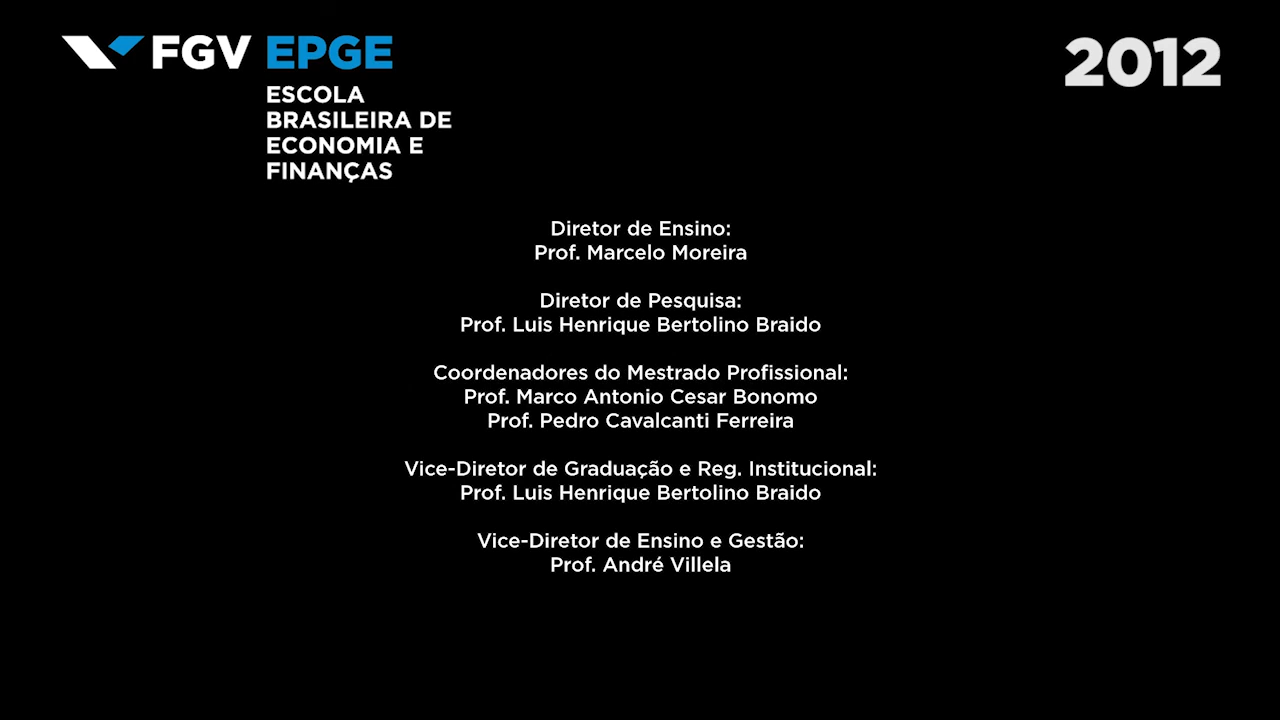 FGV EPGE
ESCOLA
BRASILEIRA DE
ECONOMIA E
FINANÇAS
2012
Diretor de Ensino:
Prof. Marcelo Moreira
Diretor de Pesquisa:
Prof. Luis Henrique Bertolino Braido
Coordenadores do Mestrado Profissional:
Prof. Marco Antonio Cesar Bonomo
Prof. Pedro Cavalcanti Ferreira
Vice-Diretor de Graduação e Reg. Institucional:
Prof. Luis Henrique Bertolino Braido
Vice-Diretor de Ensino e Gestão:
Prof. André Villela